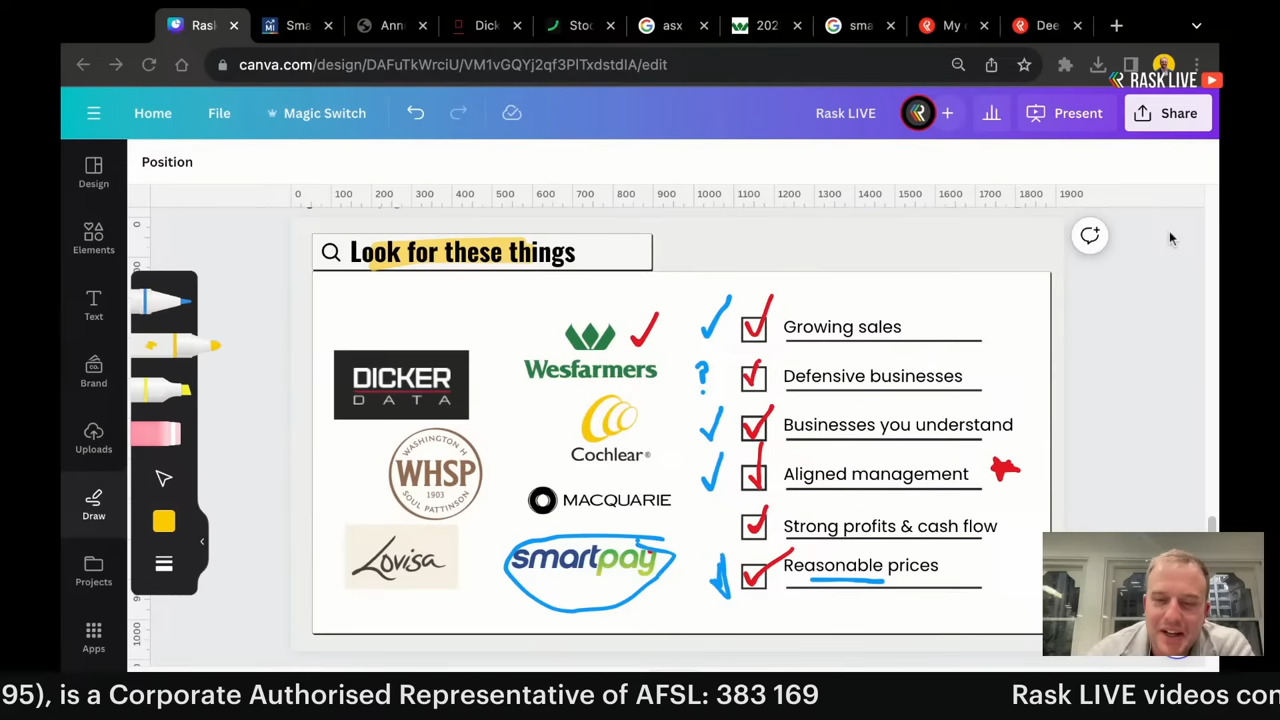 Ras
Sma
Ann
Dick
Stoc
asx
202
sma
My
Dee
canva.com/design/DAFuTkWrciU/VM1vGQYj2qf3PITxdstdIA/edit
RASK LIVE
Home
File
Magic Switch
Rask LIVE
Present
Share
Position
Design
Elements
Text
Brand
Uploads
Draw
Projects
Apps
0 100 200 300 400 500 600 700 800 900 1000 1100 1200 1300 1400 1500 1600 1700 1800 1900
0
1000
Look for these things
DICKER
DATA
WASHINGTON H
WHSP
1903
SOUL PATTINSON
Lovisa
Wesfarmers
Cochlear®
MACQUARIE
smartpay
Growing sales
?
Defensive businesses
Businesses you understand
Aligned management
Strong profits & cash flow
Reasonable prices
95), is a Corporate Authorised Representative of AFSL: 383 169
Rask LIVE videos con